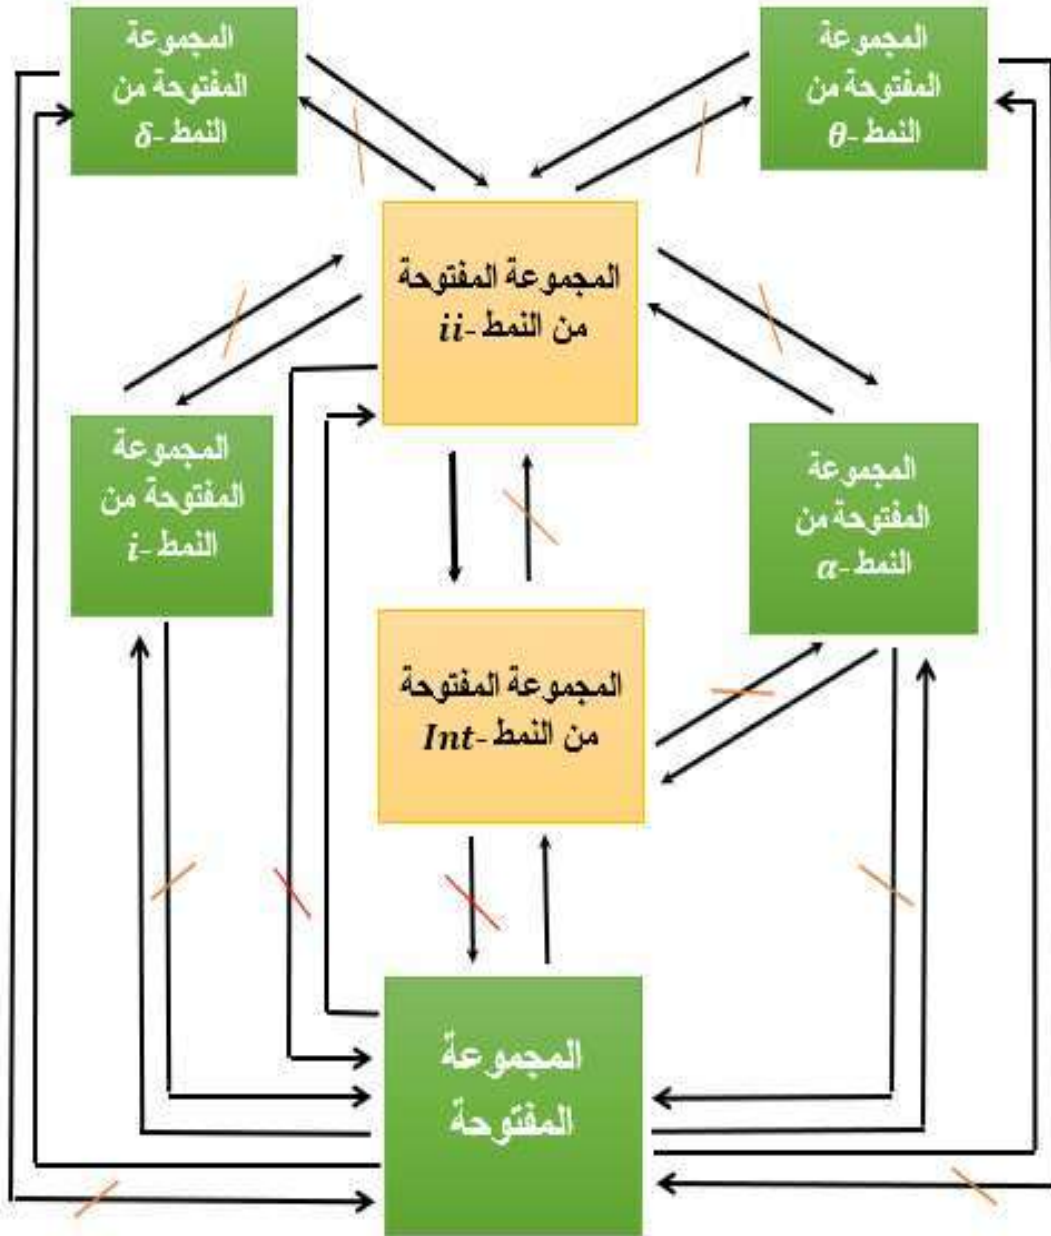 المجموعة
المفتوحة من
النمط -δ
المجموعة
المفتوحة من
النمط -θ
المجموعة المفتوحة
من النمط -ii
المجموعة
المفتوحة من
النمط -i
المجموعة
المفتوحة من
النمط -α
المجموعة المفتوحة
من النمط -Int
المجموعة
المفتوحة